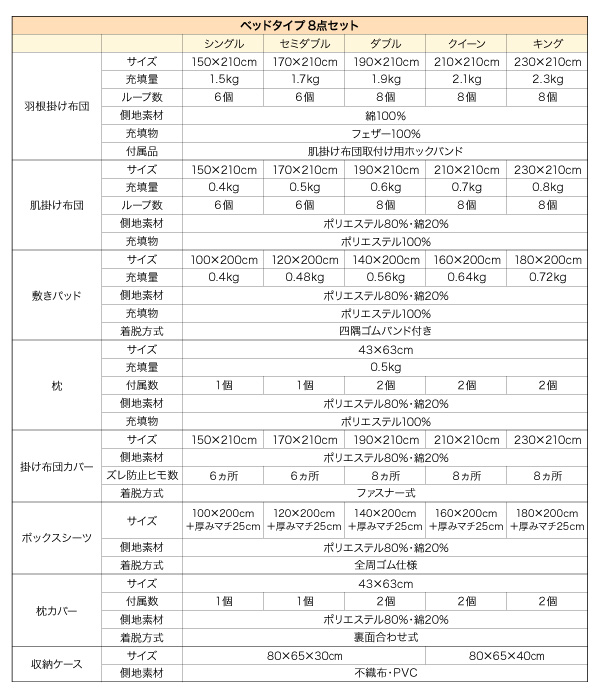 ベッドタイプ 8点セット
シングル セミダブル ダブル クイーン キング
羽根掛け布団
サイズ 150×210cm 170×210cm 190×210cm 210×210cm 230×210cm
充填量 1.5kg 1.7kg 1.9kg 2.1kg 2.3kg
ループ数 6個 6個 8個 8個 8個
側地素材 綿100%
充填物 フェザー100%
付属品 肌掛け布団取付け用ホックバンド
肌掛け布団
サイズ 150×210cm 170×210cm 190×210cm 210×210cm 230×210cm
充填量 0.4kg 0.5kg 0.6kg 0.7kg 0.8kg
ループ数 6個 6個 8個 8個 8個
側地素材 ポリエステル80%・綿20%
充填物 ポリエステル100%
敷きパッド
サイズ 100×200cm 120×200cm 140×200cm 160×200cm 180×200cm
充填量 0.4kg 0.48kg 0.56kg 0.64kg 0.72kg
側地素材 ポリエステル80%・綿20%
充填物 ポリエステル100%
着脱方式 四隅ゴムバンド付き
枕
サイズ 43×63cm
充填量 0.5kg
付属数 1個 1個 2個 2個 2個
側地素材 ポリエステル80%・綿20%
充填物 ポリエステル100%
掛け布団カバー
サイズ 150×210cm 170×210cm 190×210cm 210×210cm 230×210cm
側地素材 ポリエステル80%・綿20%
ズレ防止ヒモ数 6ヵ所 6ヵ所 8ヵ所 8ヵ所 8ヵ所
着脱方式 ファスナー式
ボックスシーツ
サイズ 100×200cm 120×200cm 140×200cm 160×200cm 180×200cm
+厚みマチ25cm +厚みマチ25cm +厚みマチ25cm +厚みマチ25cm +厚みマチ25cm
側地素材 ポリエステル80%・綿20%
着脱方式 全周ゴム仕様
枕カバー
サイズ 43×63cm
付属数 1個 1個 2個 2個 2個
側地素材 ポリエステル80%・綿20%
着脱方式 裏面合わせ式
収納ケース
サイズ 80×65×30cm 80×65×40cm
側地素材 不織布・PVC